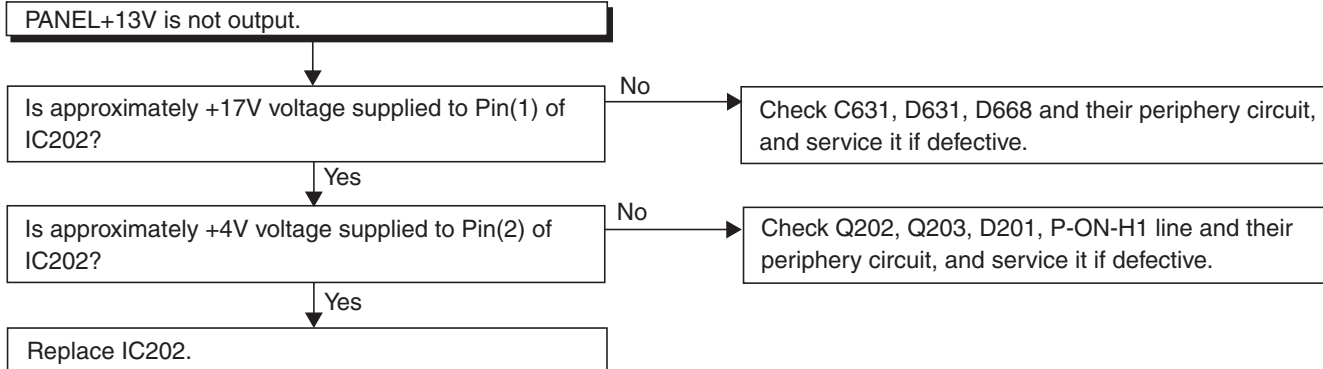 PANEL+13V is not output.
No
Is approximately +17V voltage supplied to Pin(1) of
IC202?
Check C631, D631, D668 and their periphery circuit,
and service it if defective.
Yes
No
Is approximately +4V voltage supplied to Pin(2) of
IC202?
Check Q202, Q203, D201, P-ON-H1 line and their
periphery circuit, and service it if defective.
Yes
Replace IC202.